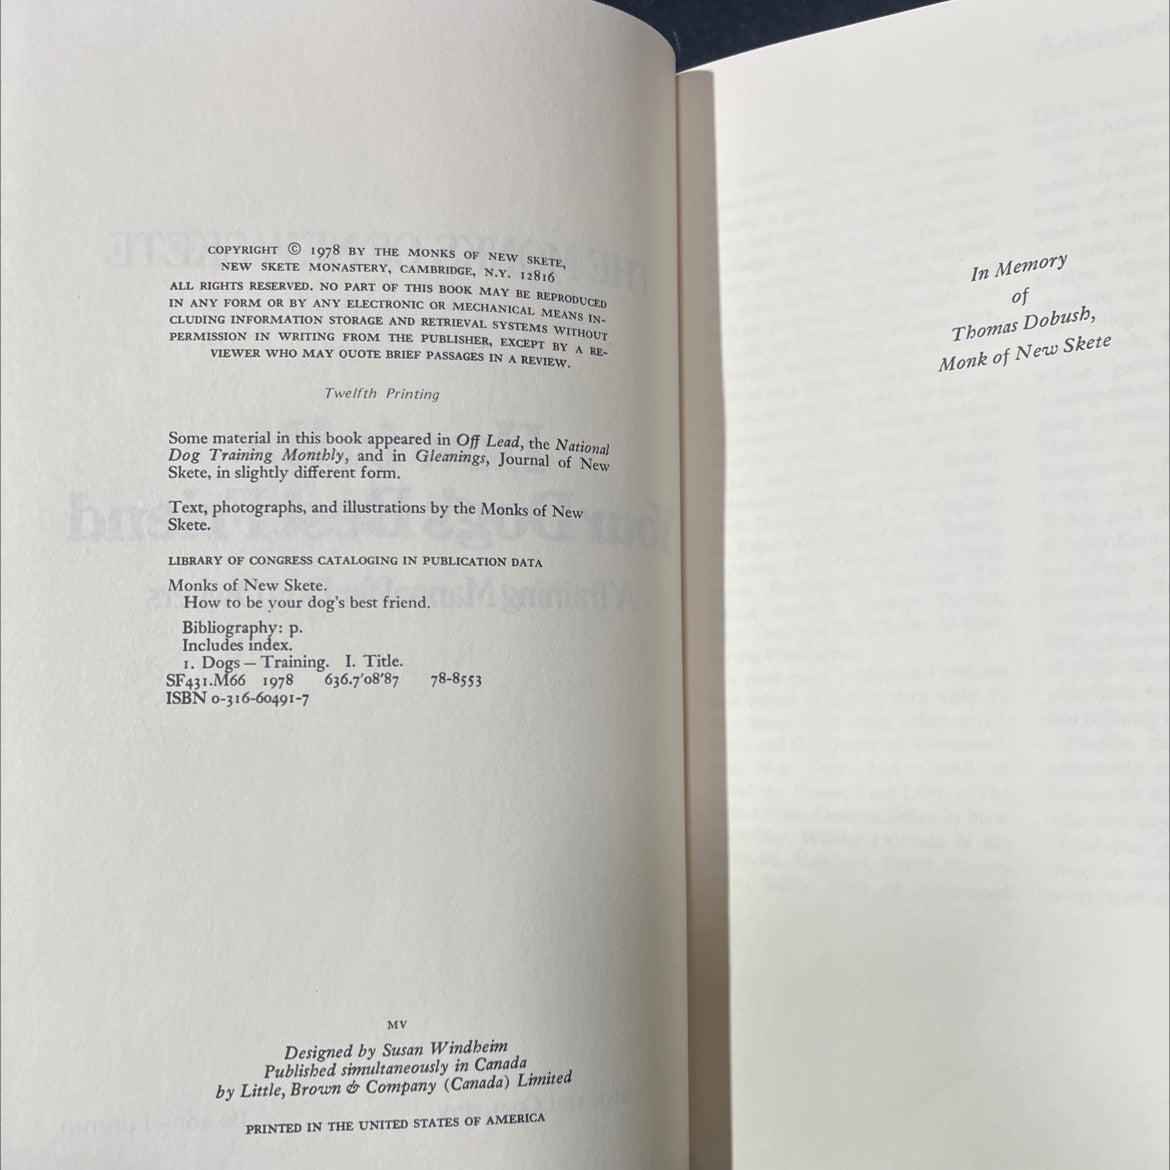 COPYRIGHT © 1978 BY THE MONKS OF NEW SKETE,
NEW SKETE MONASTERY, CAMBRIDGE, N.Y. 12816
ALL RIGHTS RESERVED. NO PART OF THIS BOOK MAY BE REPRODUCED
IN ANY FORM OR BY ANY ELECTRONIC OR MECHANICAL MEANS IN-
CLUDING INFORMATION STORAGE AND RETRIEVAL SYSTEMS WITHOUT
PERMISSION IN WRITING FROM THE PUBLISHER, EXCEPT BY A RE-
VIEWER WHO MAY QUOTE BRIEF PASSAGES IN A REVIEW.
Twelfth Printing
Some material in this book appeared in Off Lead, the National
Dog Training Monthly, and in Gleanings, Journal of New
Skete, in slightly different form.
Text, photographs, and illustrations by the Monks of New
Skete.
LIBRARY OF CONGRESS CATALOGING IN PUBLICATION DATA
Monks of New Skete.
How to be your dog's best friend.
Bibliography: p.
Includes index.
1. Dogs — Training. I. Title.
SF431.M66 1978 636.7'08'87 78-8553
ISBN 0-316-60491-7
MV
Designed by Susan Windheim
Published simultaneously in Canada
by Little, Brown & Company (Canada) Limited
PRINTED IN THE UNITED STATES OF AMERICA
In Memory
of
Thomas Dobush,
Monk of New Skete